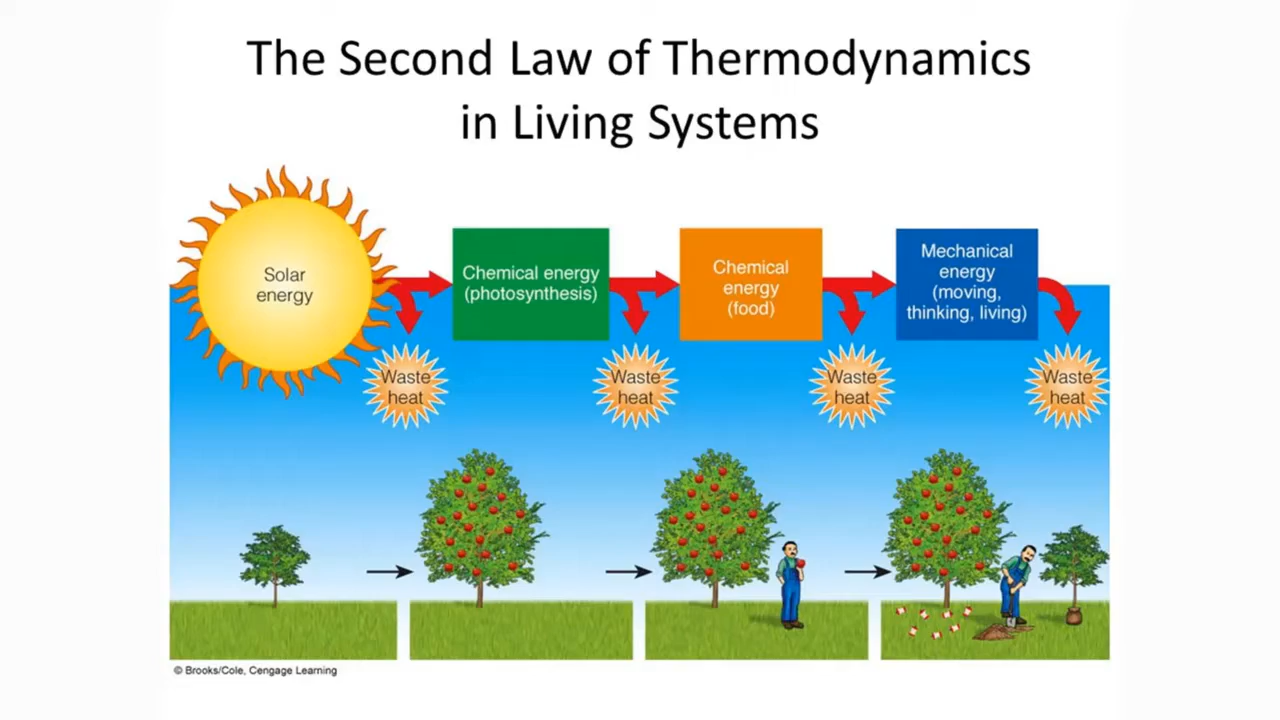 The Second Law of Thermodynamics
in Living Systems
Solar
energy
Chemical energy
(photosynthesis)
Chemical
energy
(food)
Mechanical
energy
(moving,
thinking, living)
Waste
heat
Waste
heat
Waste
heat
Waste
heat
© Brooks/Cole, Cengage Learning